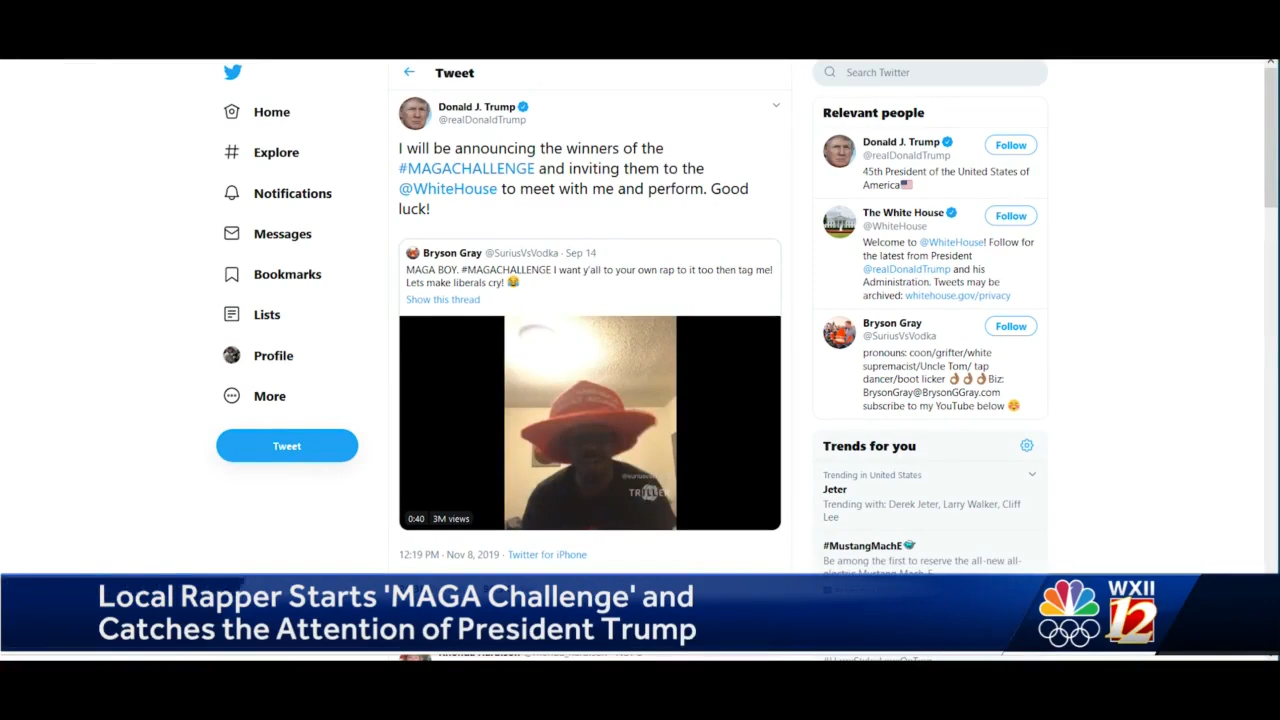 Tweet
Search Twitter
Home
Explore
Notifications
Messages
Bookmarks
Lists
Profile
More
Tweet
Donald J. Trump
@realDonaldTrump
I will be announcing the winners of the
#MAGACHALLENGE and inviting them to the
@WhiteHouse to meet with me and perform. Good
luck!
Bryson Gray @SuriusVsVodka · Sep 14
MAGA BOY. #MAGACHALLENGE I want y'all to your own rap to it too then tag me!
Lets make liberals cry! 😂
Show this thread
TRILLER
0:40 3M views
12:19 PM · Nov 8, 2019 · Twitter for iPhone
Relevant people
Donald J. Trump
@realDonaldTrump
Follow
45th President of the United States of
America🇺🇸
The White House
@WhiteHouse
Follow
Welcome to @WhiteHouse! Follow for
the latest from President
@realDonaldTrump and his
Administration. Tweets may be
archived: whitehouse.gov/privacy
Bryson Gray
@SuriusVsVodka
Follow
pronouns: coon/grifter/white
supremacist/Uncle Tom/ tap
dancer/boot licker 👌🏾👌🏾👌🏾Biz:
BrysonGray@BrysonGGray.com
subscribe to my YouTube below ☺️
Trends for you
Trending in United States
Jeter
Trending with: Derek Jeter, Larry Walker, Cliff
Lee
#MustangMachE
Be among the first to reserve the all-new all-
electric Mustang Mach-E
Local Rapper Starts 'MAGA Challenge' and
Catches the Attention of President Trump
WXII
12